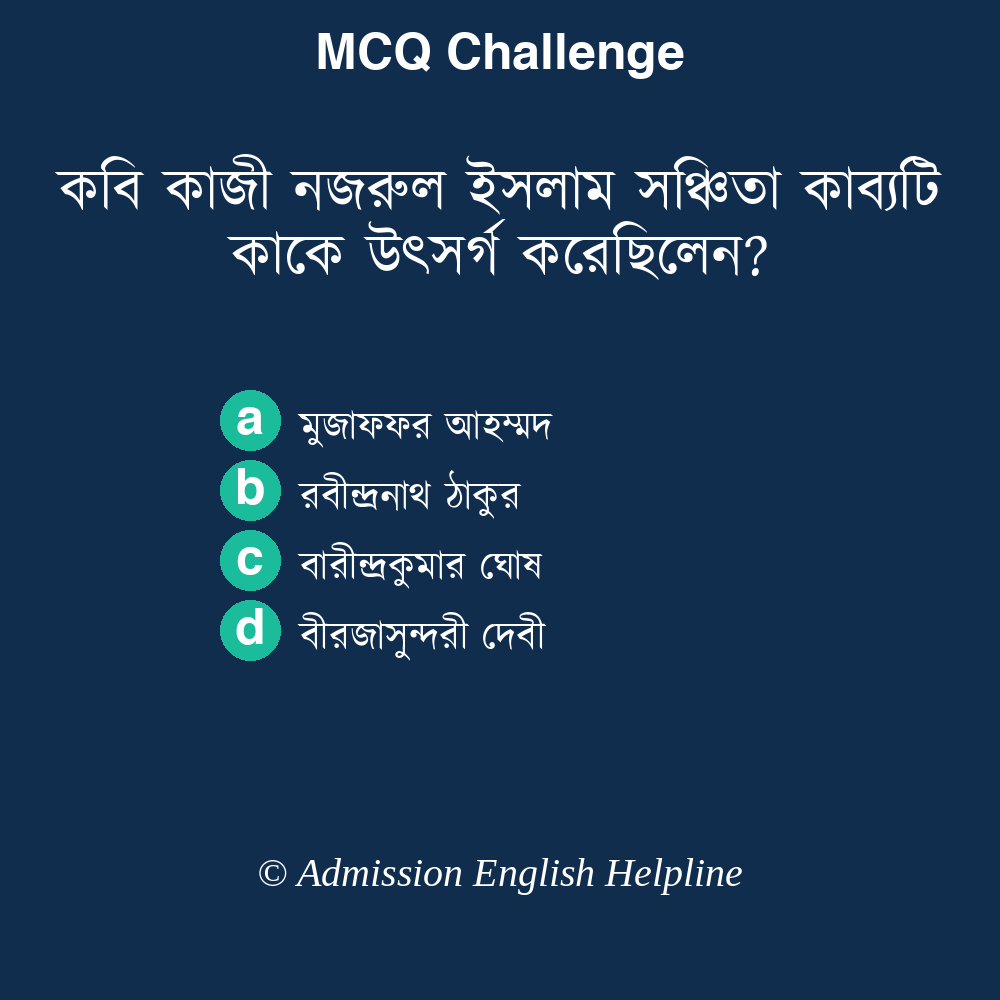 MCQ Challenge
কবি কাজী নজরুল ইসলাম সঞ্চিতা কাব্যটি
কাকে উৎসর্গ করেছিলেন?
a মুজাফফর আহম্মদ
b রবীন্দ্রনাথ ঠাকুর
c বারীন্দ্রকুমার ঘোষ
d বীরজাসুন্দরী দেবী
© Admission English Helpline